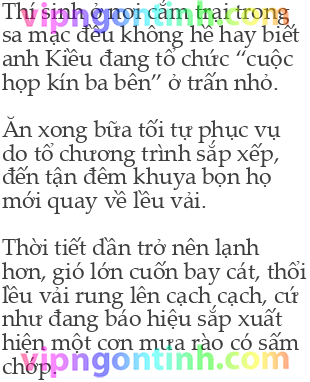 Thí sinh ở nơi cắm trại trong
sa mạc đều không hề hay biết
anh Kiều đang tổ chức “cuộc
họp kín ba bên” ở trấn nhỏ.
Ăn xong bữa tối tự phục vụ
do tổ chương trình sắp xếp,
đến tận đêm khuya bọn họ
mới quay về lều vải.
Thời tiết dần trở nên lạnh
hơn, gió lớn cuốn bay cát, thổi
lều vải rung lên cạch cạch, cứ
như đang báo hiệu sắp xuất
hiện một cơn mưa rào có sấm
chớp.
vipngontinh.com
vipngontinh.com